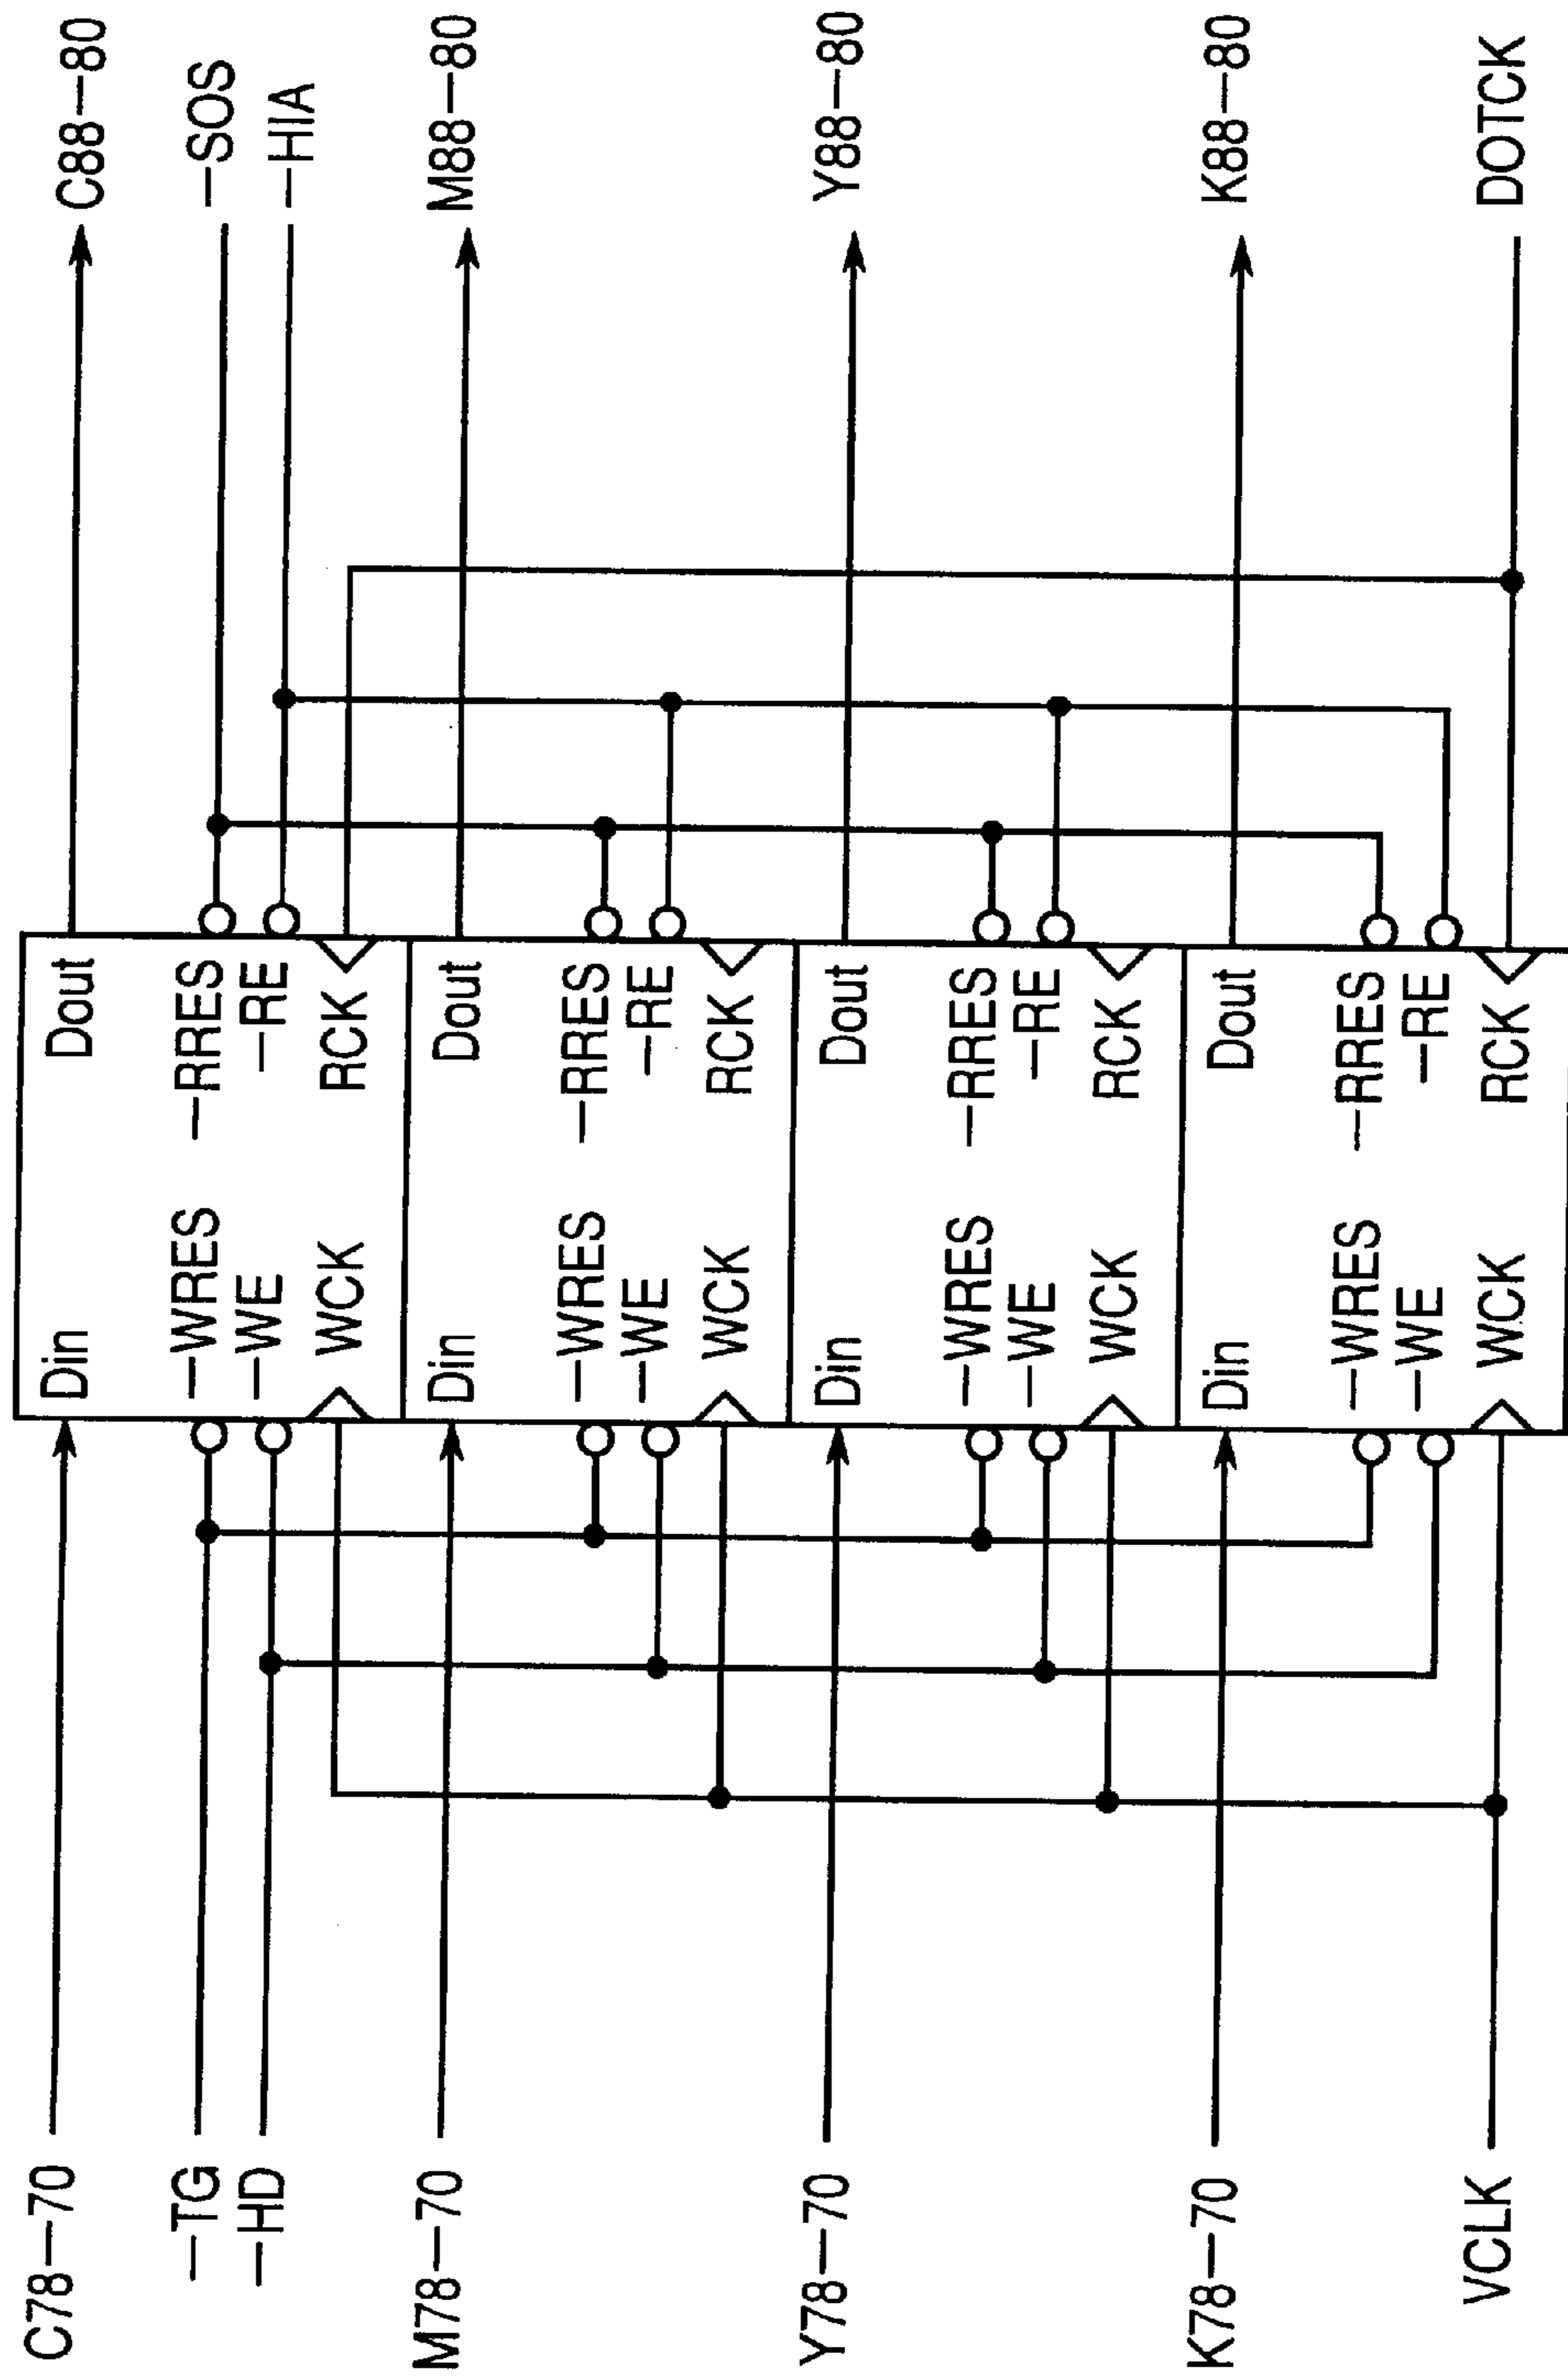 C78—70 Din Dout C88—80
—TG —WRES —RRES —SOS
—HD —WE —RE —HIA
WCK RCK
M78—70 Din Dout M88—80
—WRES —RRES
—WE —RE
WCK RCK
Y78—70 Din Dout Y88—80
—WRES —RRES
—WE —RE
WCK RCK
K78—70 Din Dout K88—80
—WRES —RRES
—WE —RE
VCLK WCK RCK DOTCK